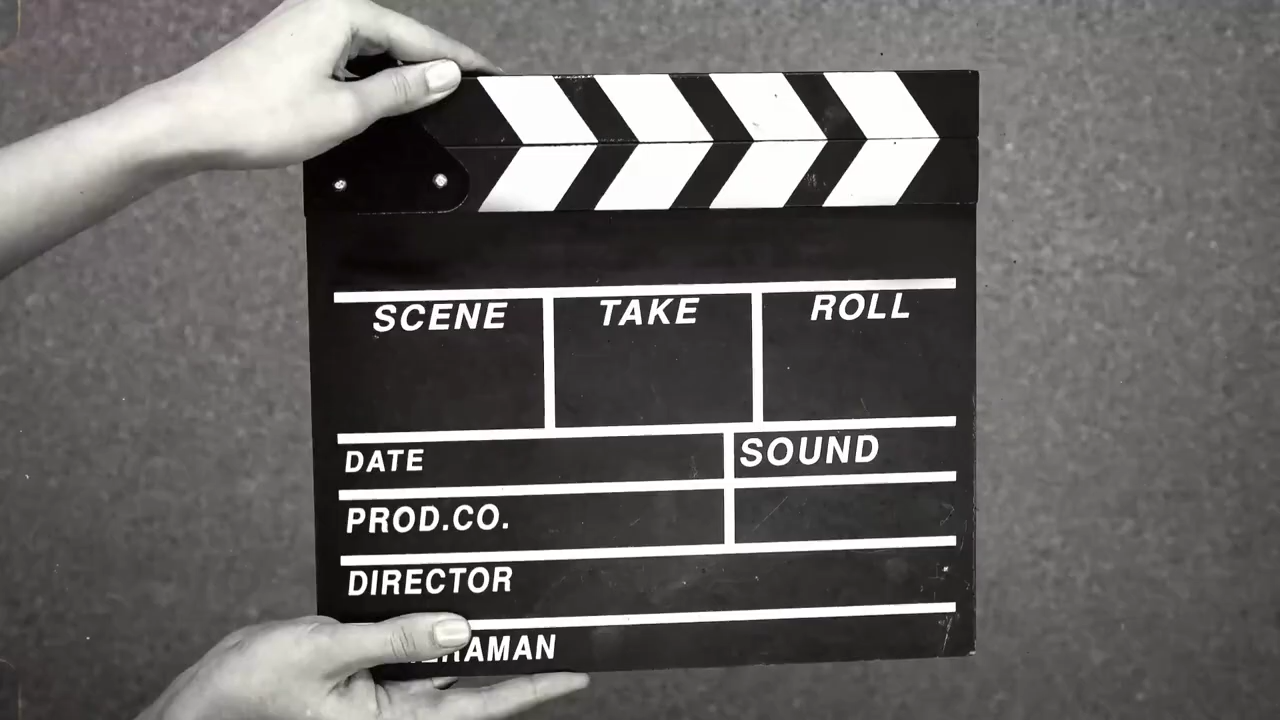 SCENE TAKE ROLL
DATE SOUND
PROD.CO.
DIRECTOR